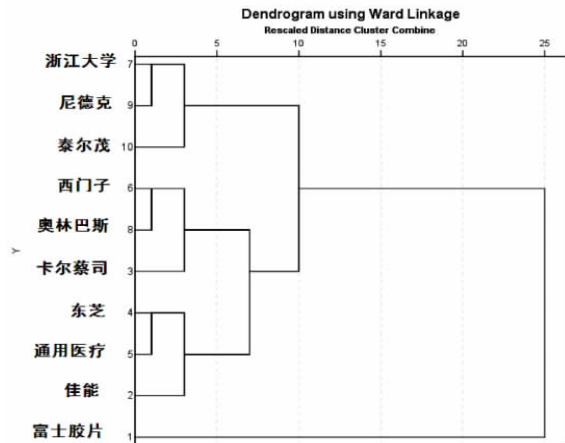 Dendrogram using Ward Linkage
Rescaled Distance Cluster Combine
0 5 10 15 20 25
浙江大学 7
尼德克 9
泰尔茂 10
西门子 6
奥林巴斯 8
卡尔蔡司 3
东芝 4
通用医疗 5
佳能 2
富士胶片 1
Y